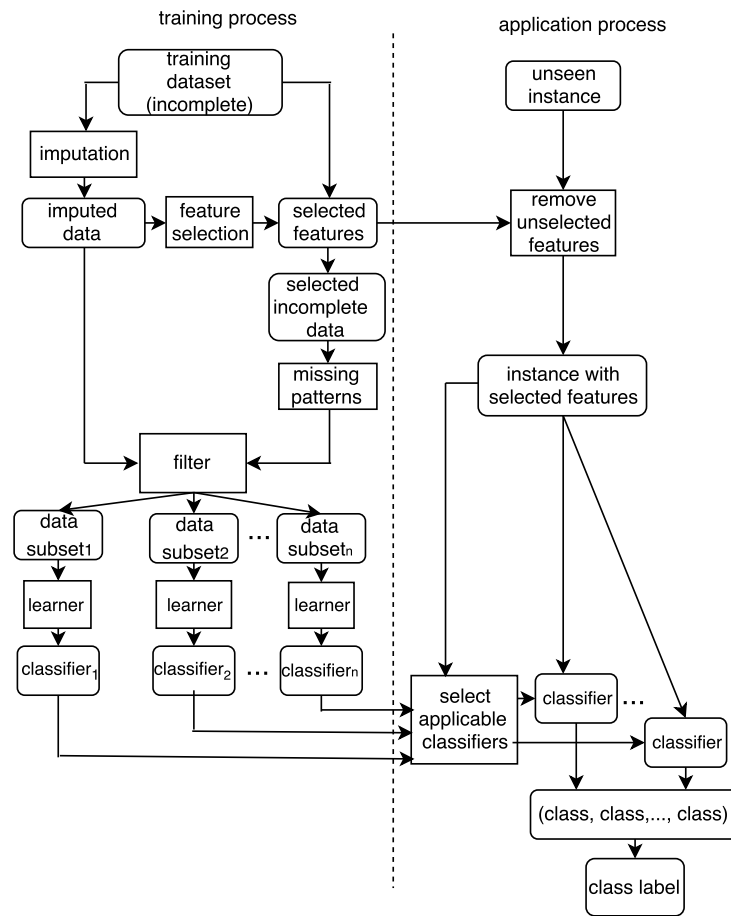 training process
application process
training
dataset
(incomplete)
unseen
instance
imputation
imputed
data
feature
selection
selected
features
remove
unselected
features
selected
incomplete
data
missing
patterns
instance with
selected features
filter
data
subset1
data
subset2
...
data
subsetn
learner
learner
learner
classifier1
classifier2
...
classifiern
select
applicable
classifiers
classifier
...
classifier
(class, class,..., class)
class label